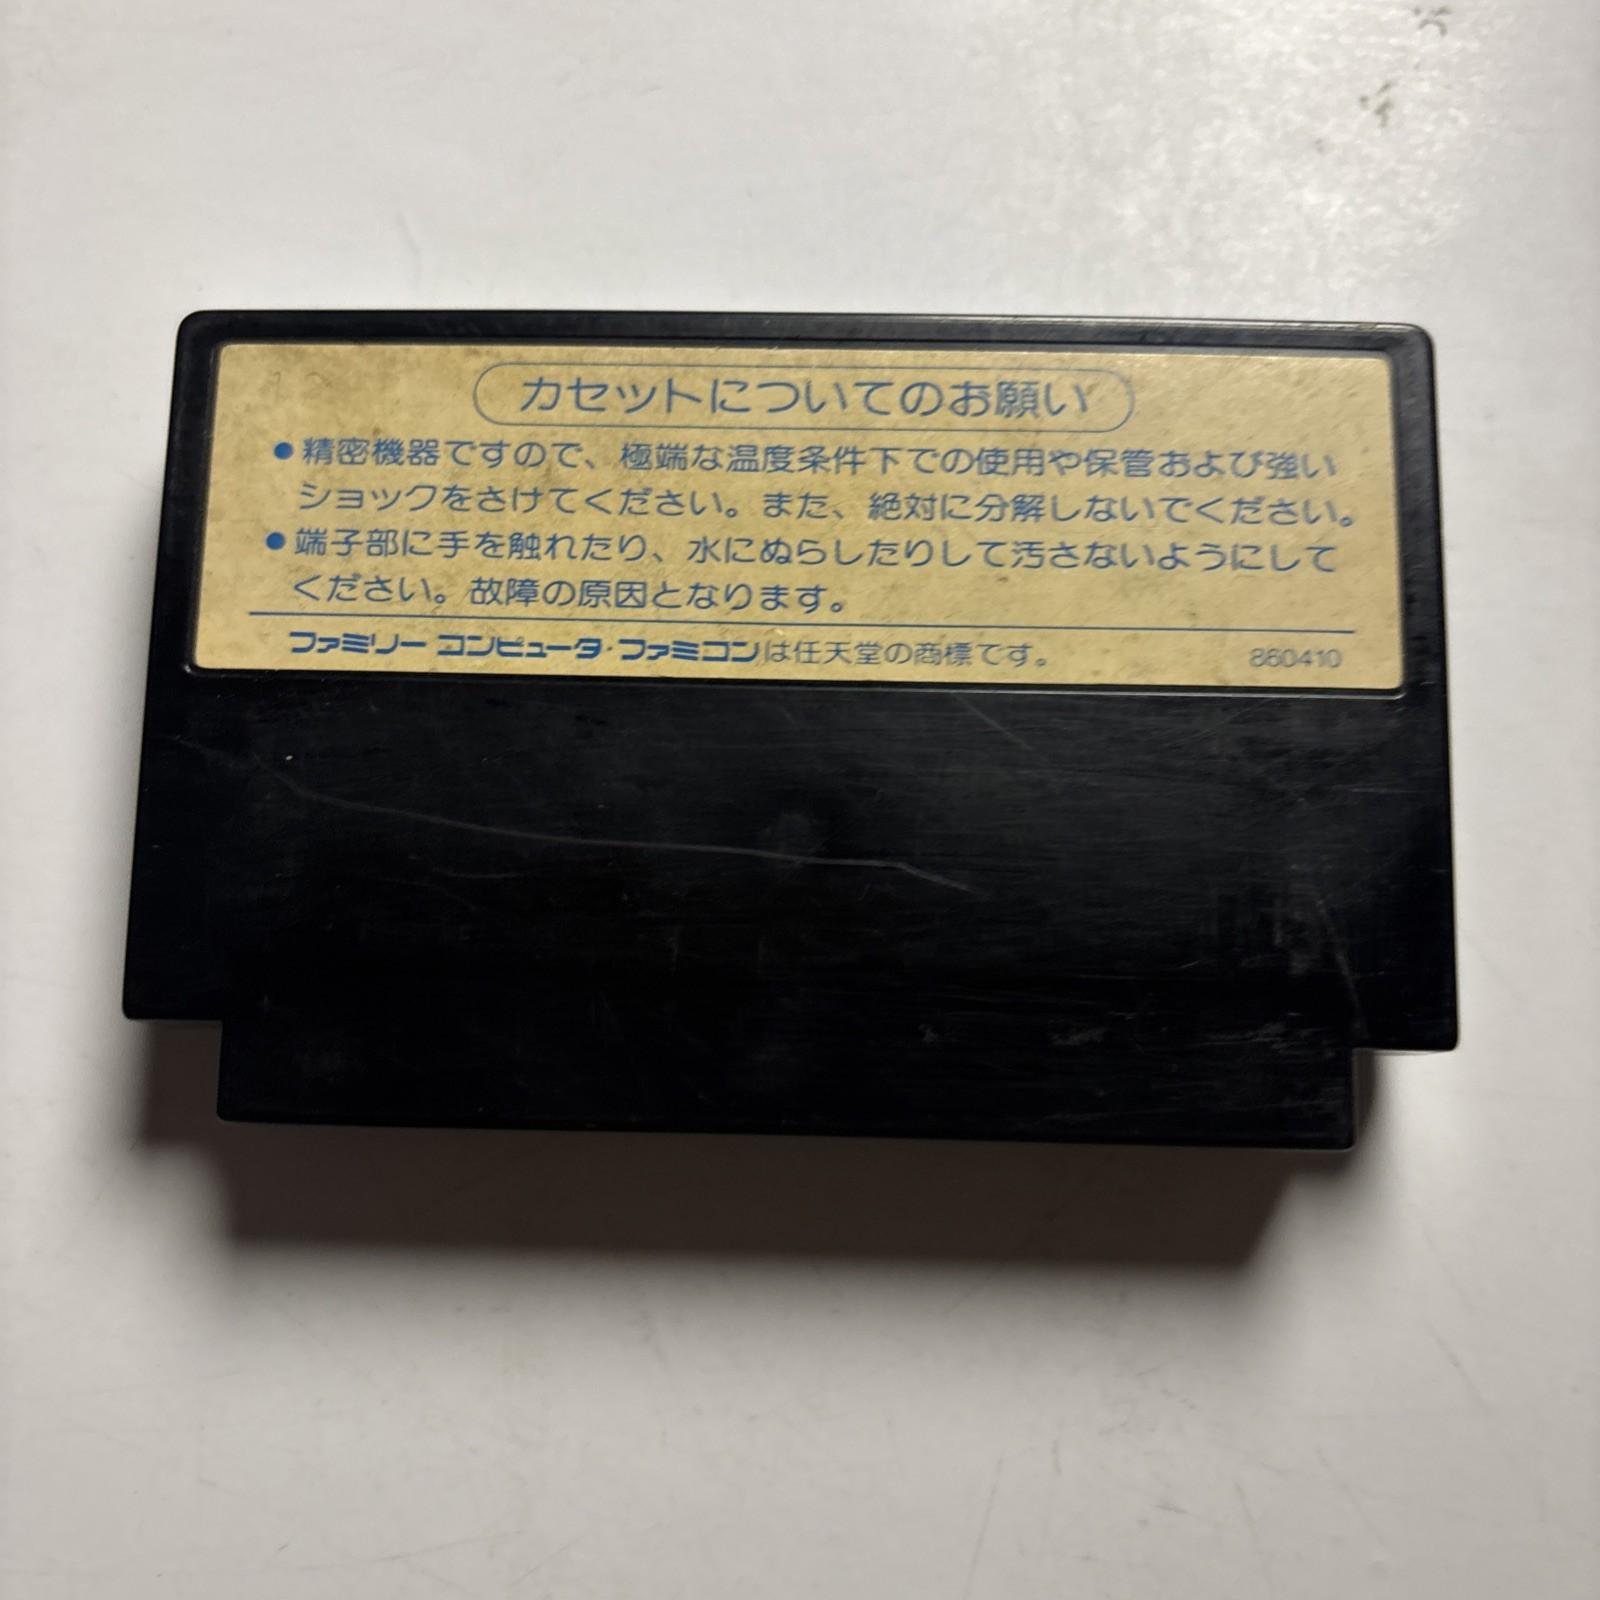 カセットについてのお願い
●精密機器ですので、極端な温度条件下での使用や保管および強い
ショックをさけてください。また、絶対に分解しないでください。
●端子部に手を触れたり、水にぬらしたりして汚さないようにして
ください。故障の原因となります。
ファミリー コンピュータ・ファミコンは任天堂の商標です。 860410